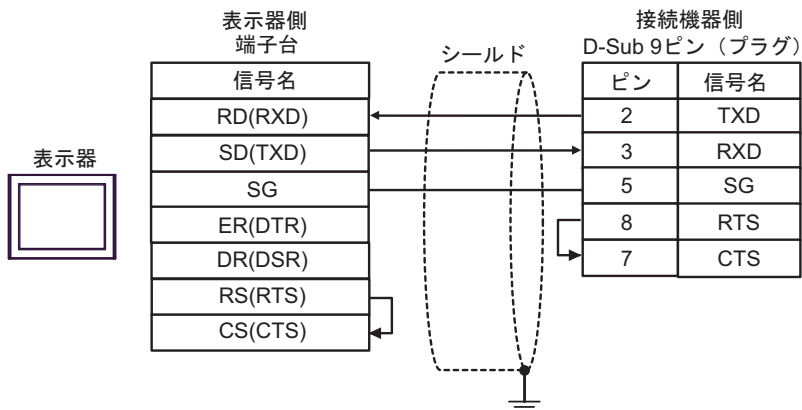 表示器側
端子台
接続機器側
D-Sub 9ピン（プラグ）
シールド
信号名
ピン 信号名
RD(RXD)
2 TXD
SD(TXD)
3 RXD
表示器
SG
5 SG
ER(DTR)
8 RTS
DR(DSR)
7 CTS
RS(RTS)
CS(CTS)